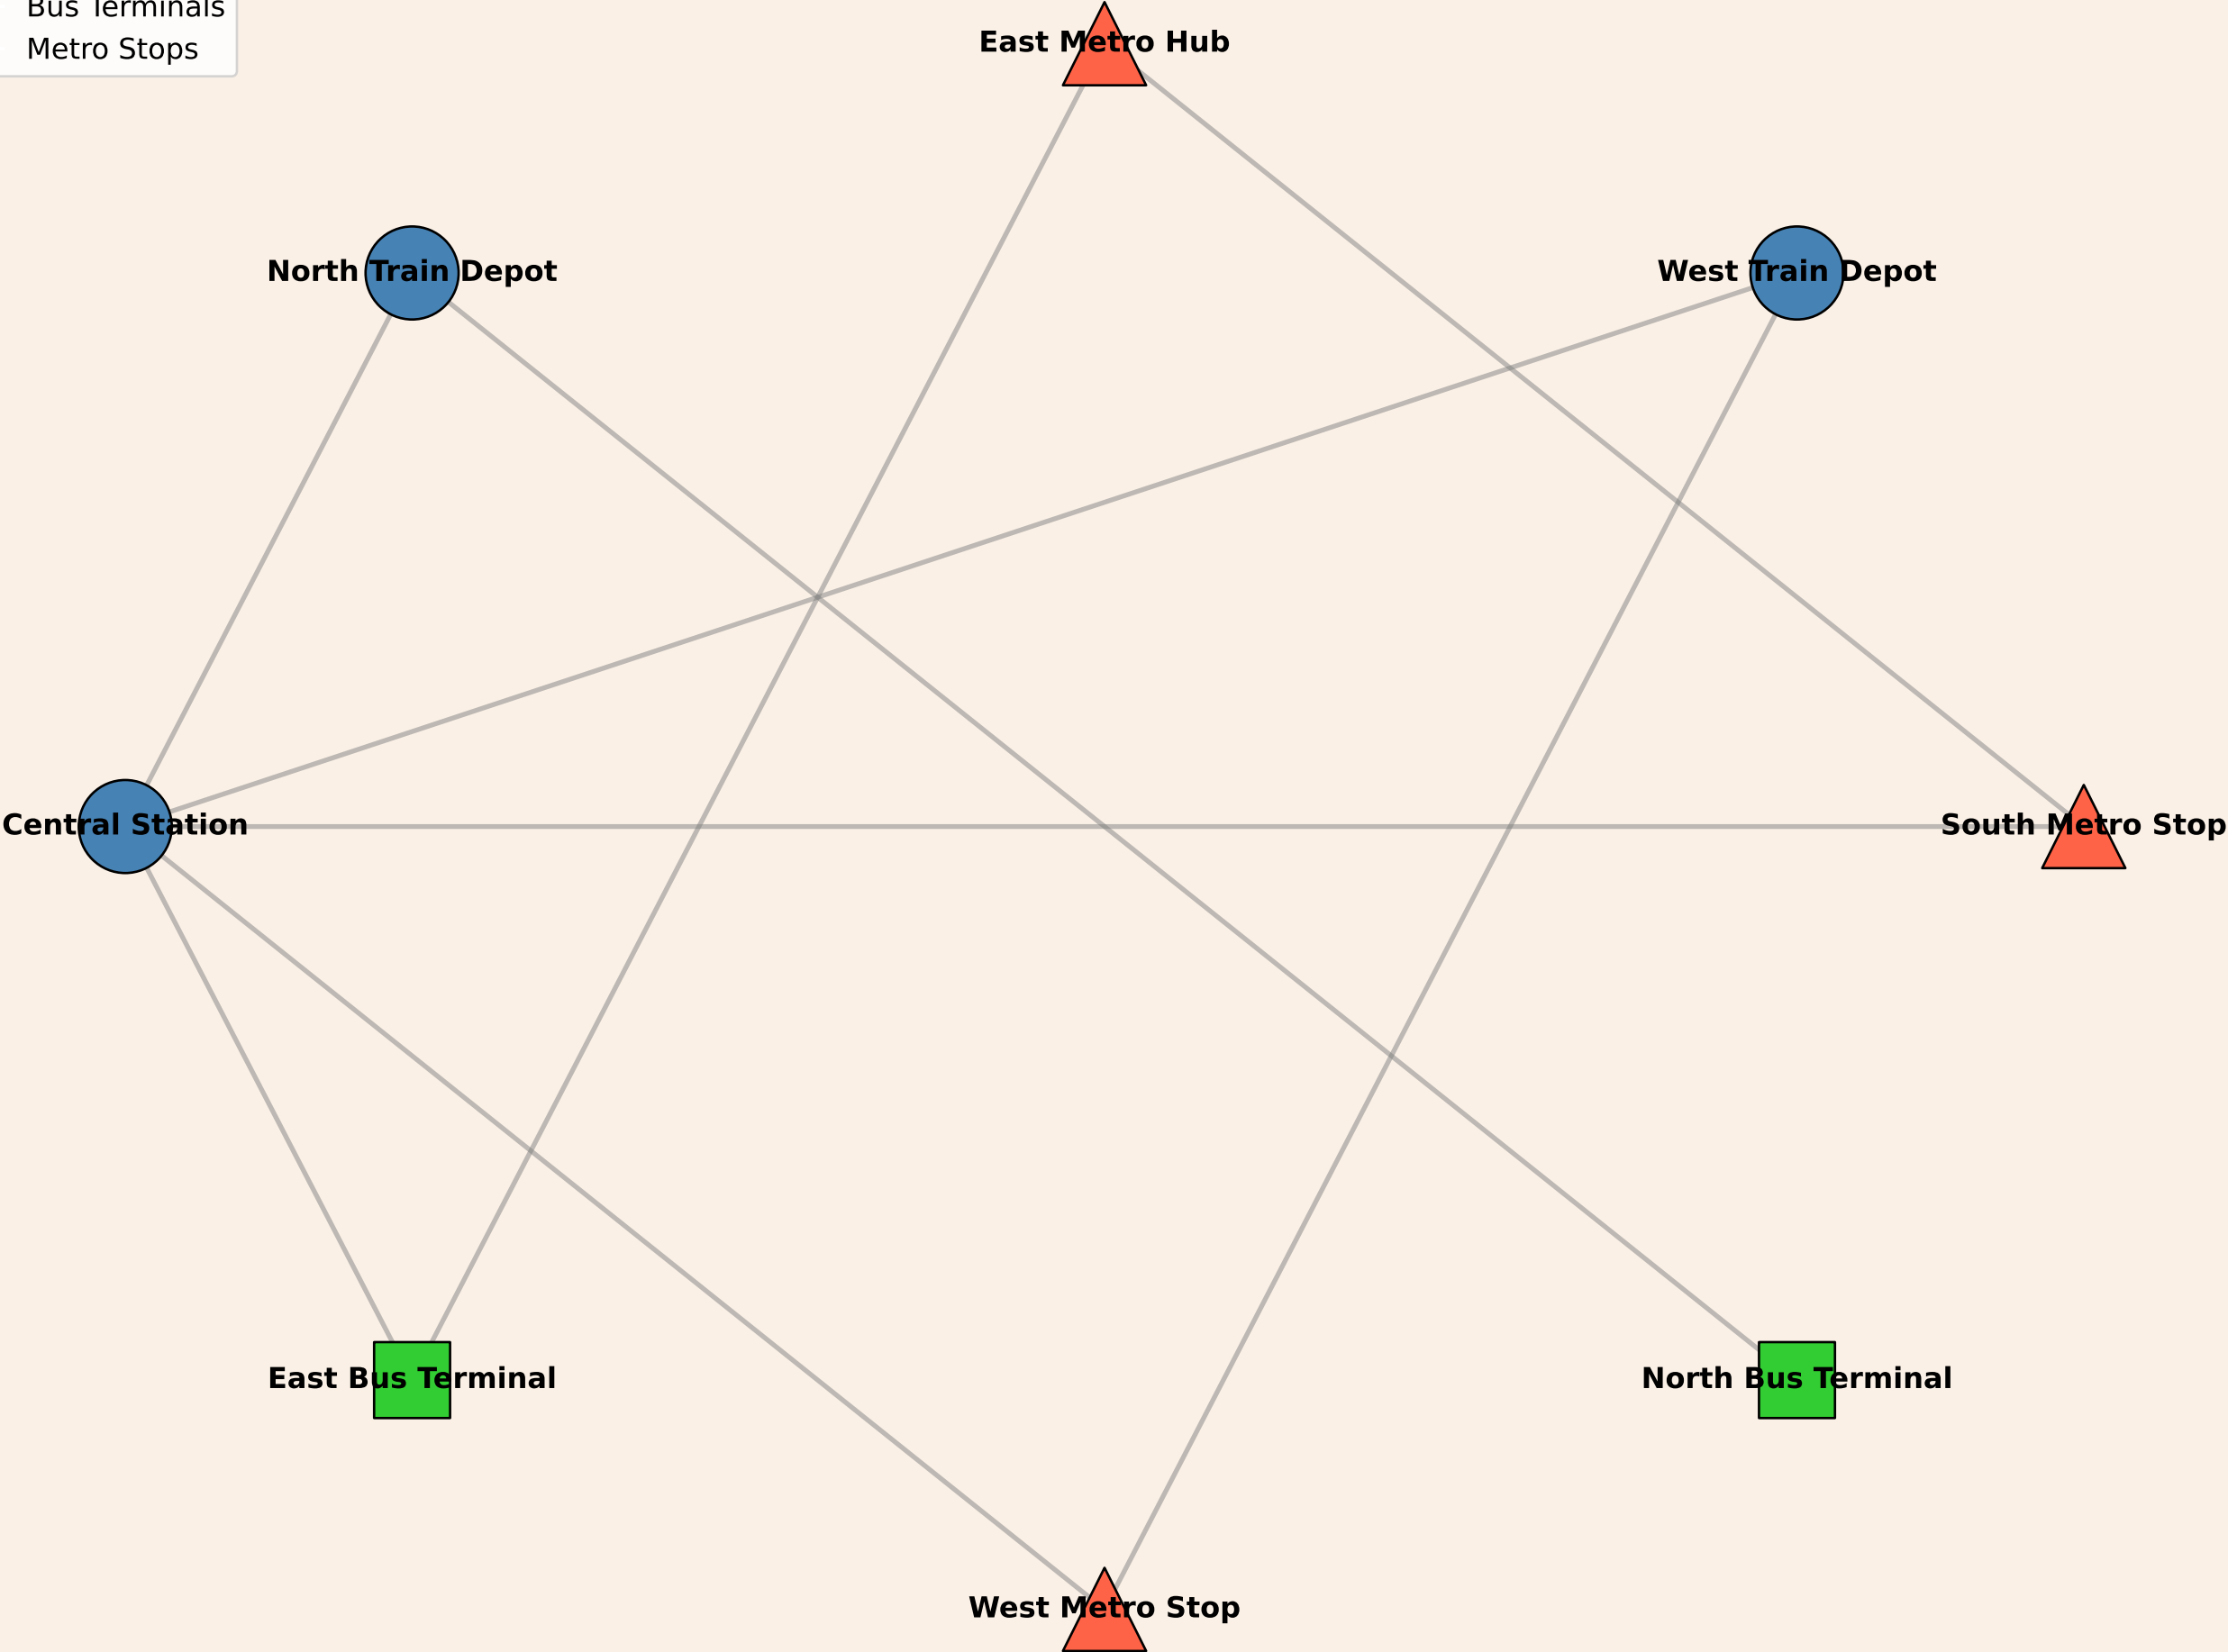 Bus Terminals
Metro Stops
East Metro Hub
North Train Depot
West Train Depot
Central Station
South Metro Stop
East Bus Terminal
North Bus Terminal
West Metro Stop